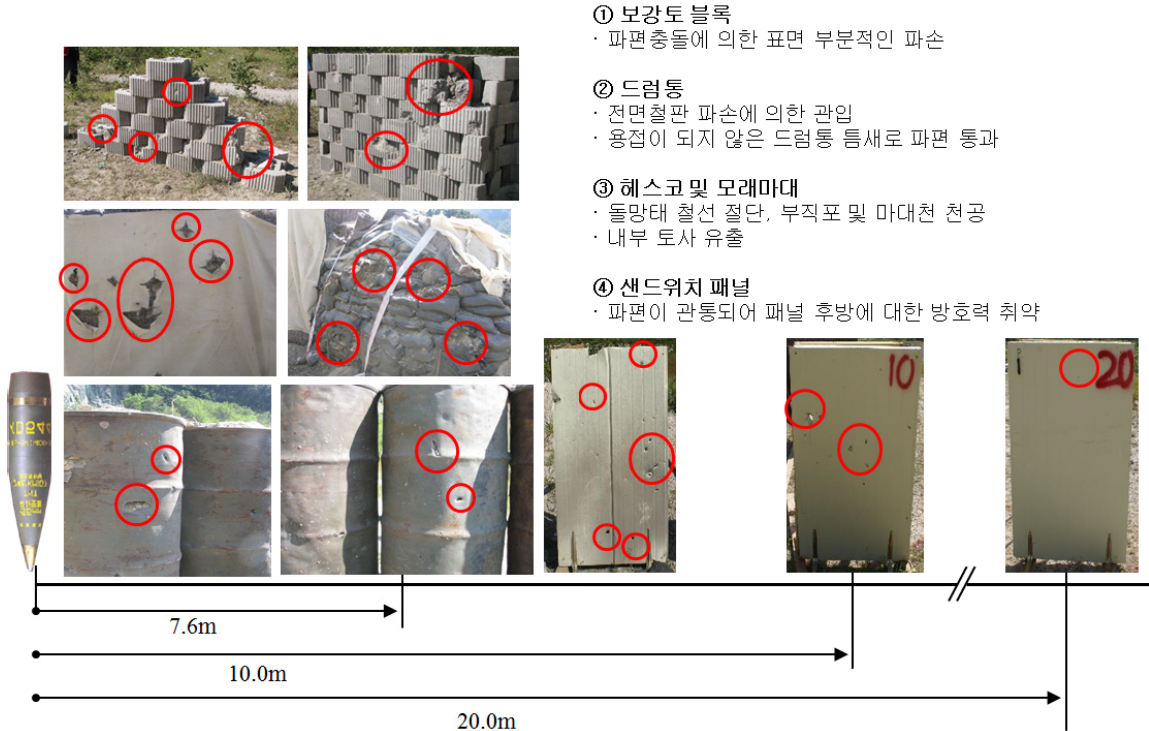 ① 보강토 블록
· 파편충돌에 의한 표면 부분적인 파손
② 드럼통
· 전면철판 파손에 의한 관입
· 용접이 되지 않은 드럼통 틈새로 파편 통과
③ 헤스코 및 모래마대
· 돌망태 철선 절단, 부직포 및 마대천 천공
· 내부 토사 유출
④ 샌드위치 패널
· 파편이 관통되어 패널 후방에 대한 방호력 취약
10
20
7.6m
10.0m
20.0m